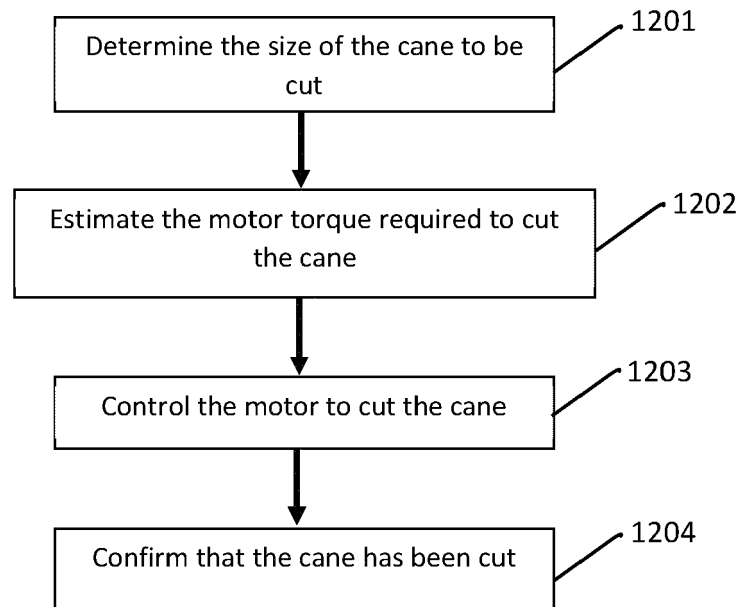 1201
Determine the size of the cane to be
cut
1202
Estimate the motor torque required to cut
the cane
1203
Control the motor to cut the cane
1204
Confirm that the cane has been cut